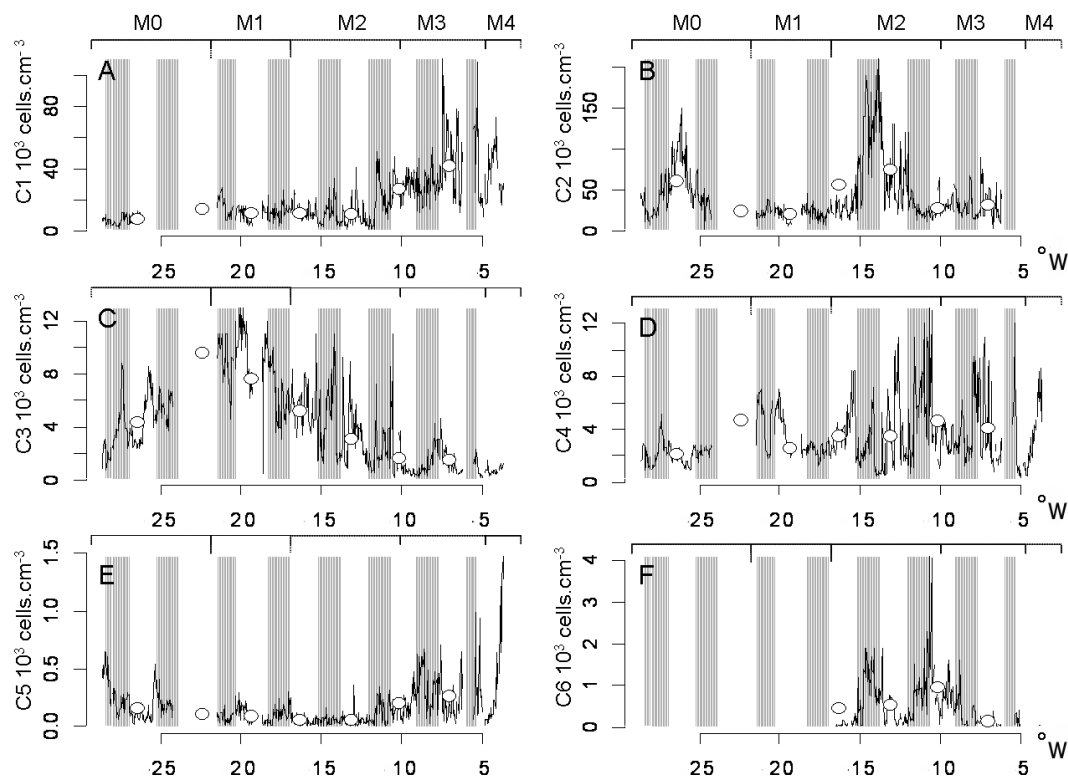 M0 M1 M2 M3 M4 M0 M1 M2 M3 M4
A
C1 10³ cells.cm⁻³
0 40 80
25 20 15 10 5
B
C2 10³ cells.cm⁻³
0 50 150
25 20 15 10 5 °W
C
C3 10³ cells.cm⁻³
0 4 8 12
25 20 15 10 5
D
C4 10³ cells.cm⁻³
0 4 8 12
25 20 15 10 5 °W
E
C5 10³ cells.cm⁻³
0.0 0.5 1.0 1.5
25 20 15 10 5
F
C6 10³ cells.cm⁻³
0 1 2 3 4
25 20 15 10 5 °W